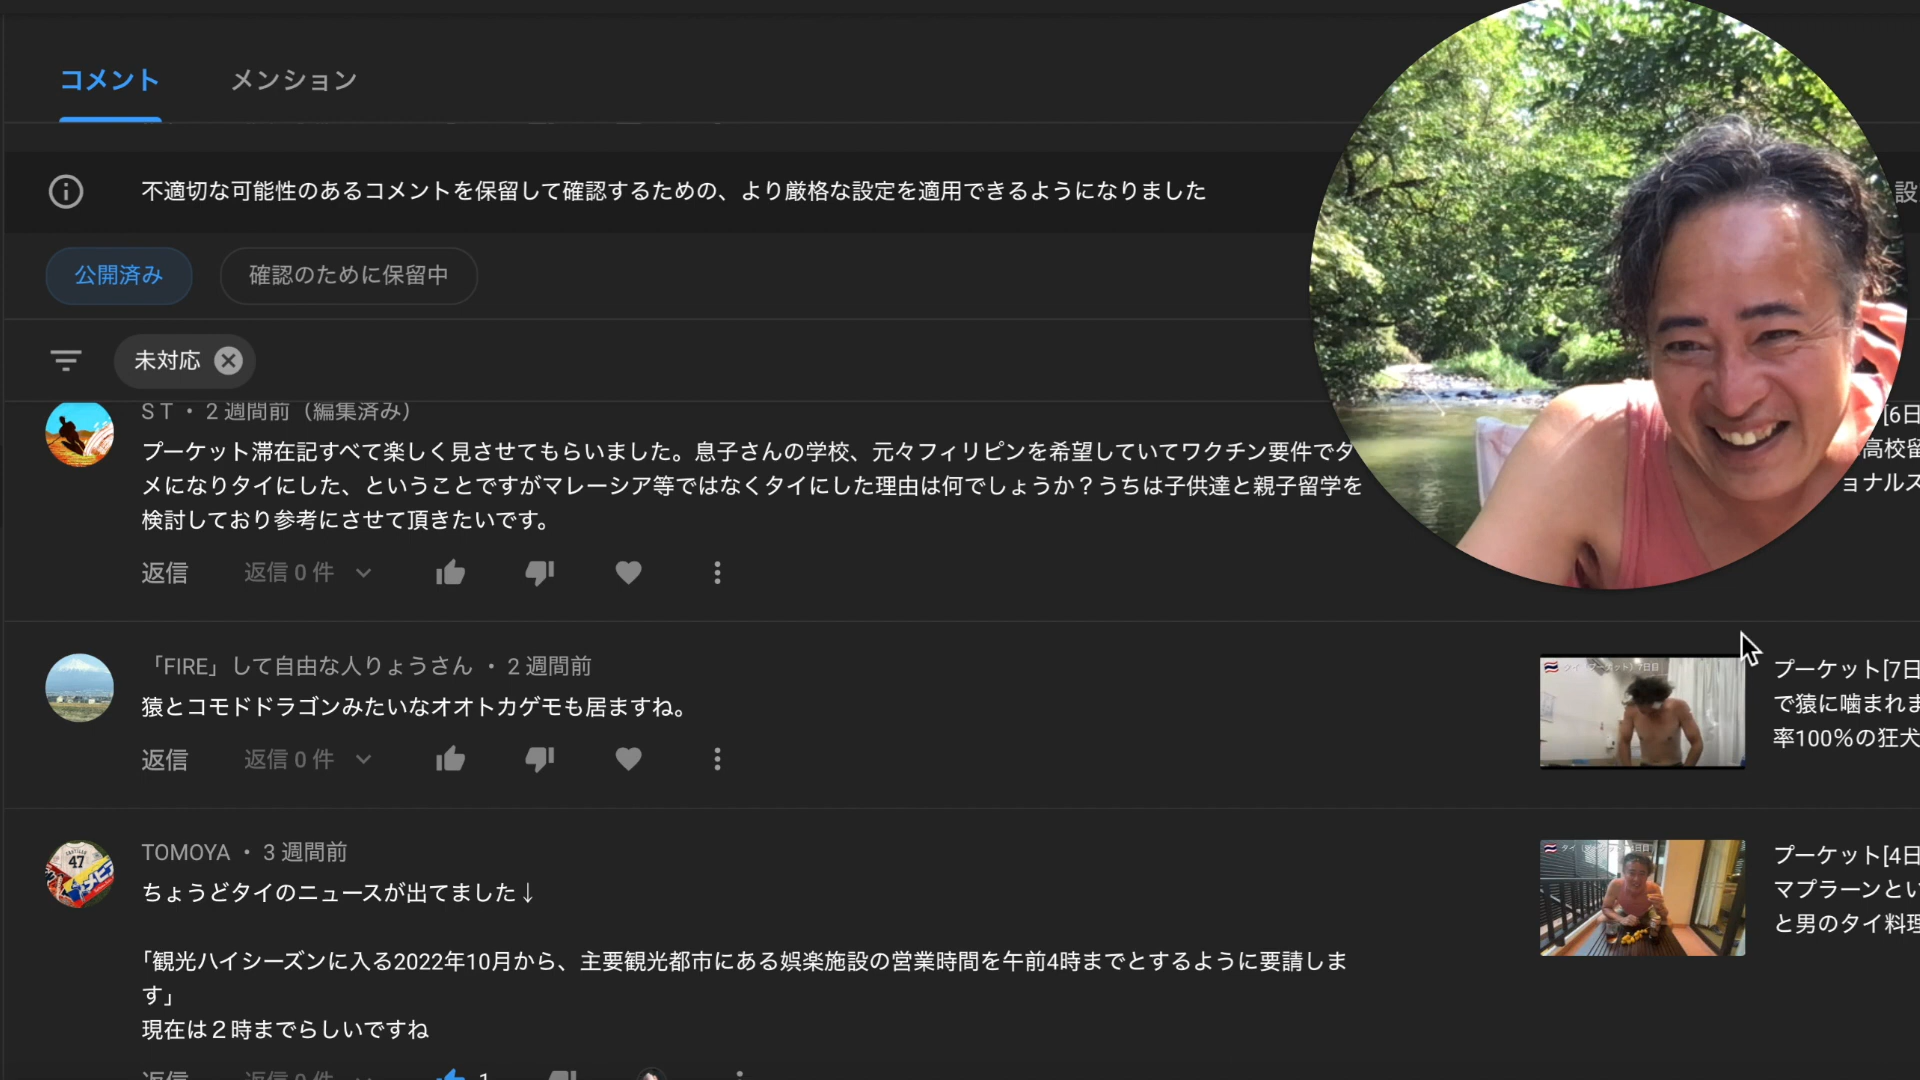 コメント
メンション
不適切な可能性のあるコメントを保留して確認するための、より厳格な設定を適用できるようになりました
設
公開済み
確認のために保留中
未対応
S T ・ 2 週間前（編集済み）
プーケット滞在記すべて楽しく見させてもらいました。息子さんの学校、元々フィリピンを希望していてワクチン要件でダ
メになりタイにした、ということですがマレーシア等ではなくタイにした理由は何でしょうか？うちは子供達と親子留学を
検討しており参考にさせて頂きたいです。
[6日
高校留
ョナルス
返信
返信 0 件
「FIRE」して自由な人りょうさん ・ 2 週間前
猿とコモドドラゴンみたいなオオトカゲモも居ますね。
返信
返信 0 件
プーケット[7日
で猿に噛まれま
率100%の狂犬
TOMOYA ・ 3 週間前
ちょうどタイのニュースが出てました↓
「観光ハイシーズンに入る2022年10月から、主要観光都市にある娯楽施設の営業時間を午前4時までとするように要請しま
す」
現在は２時までらしいですね
プーケット[4日
マプラーンとい
と男のタイ料理
47
返信
返信 0 件
1